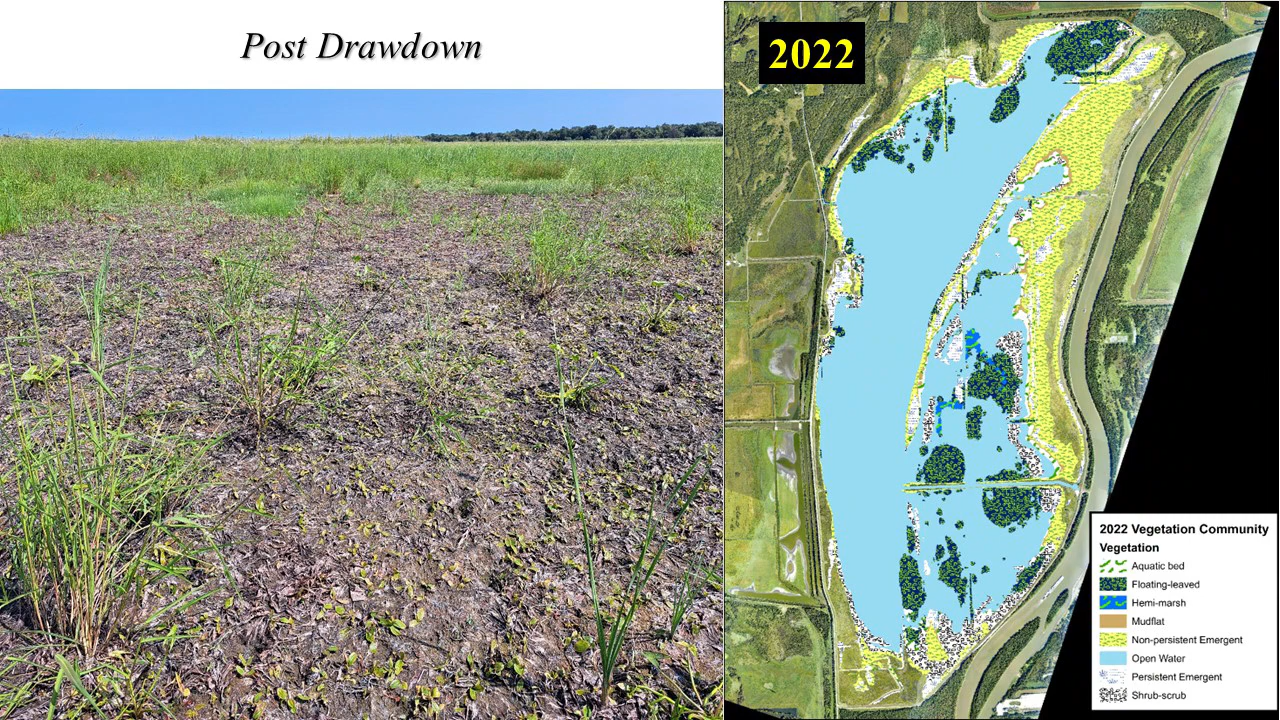 Post Drawdown
2022
2022 Vegetation Community
Vegetation
Aquatic bed
Floating-leaved
Hemi-marsh
Mudflat
Non-persistent Emergent
Open Water
Persistent Emergent
Shrub-scrub